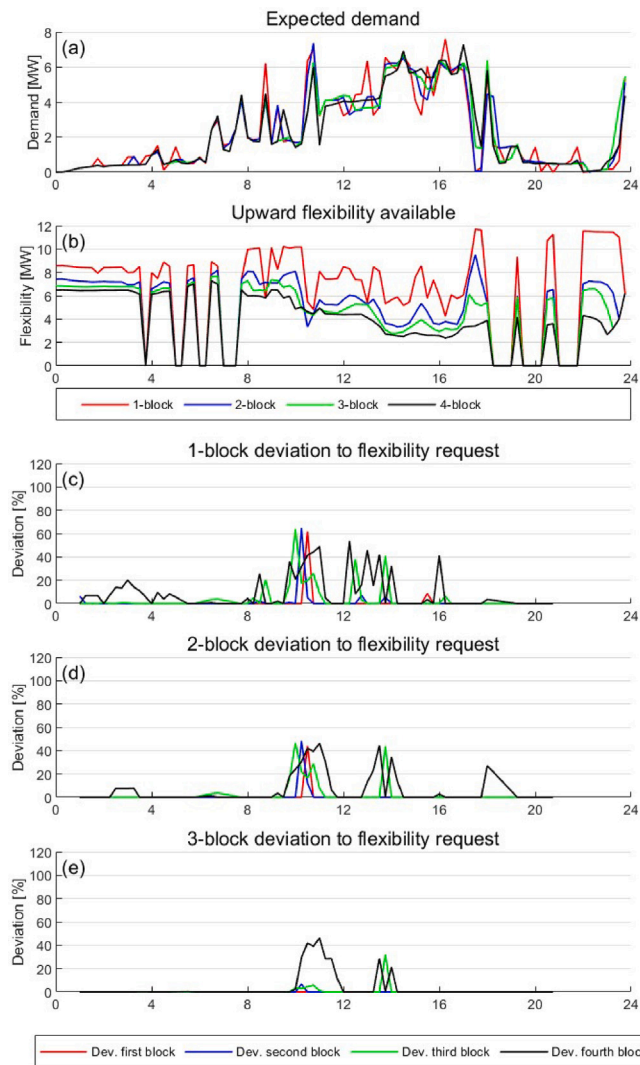 Expected demand
(a)
Demand [MW]
8
6
4
2
0
0 4 8 12 16 20 24
Upward flexibility available
(b)
Flexibility [MW]
12
10
8
6
4
2
0
0 4 8 12 16 20 24
1-block 2-block 3-block 4-block
1-block deviation to flexibility request
(c)
Deviation [%]
120
100
80
60
40
20
0
0 4 8 12 16 20 24
2-block deviation to flexibility request
(d)
Deviation [%]
120
100
80
60
40
20
0
0 4 8 12 16 20 24
3-block deviation to flexibility request
(e)
Deviation [%]
120
100
80
60
40
20
0
0 4 8 12 16 20 24
Dev. first block Dev. second block Dev. third block Dev. fourth block